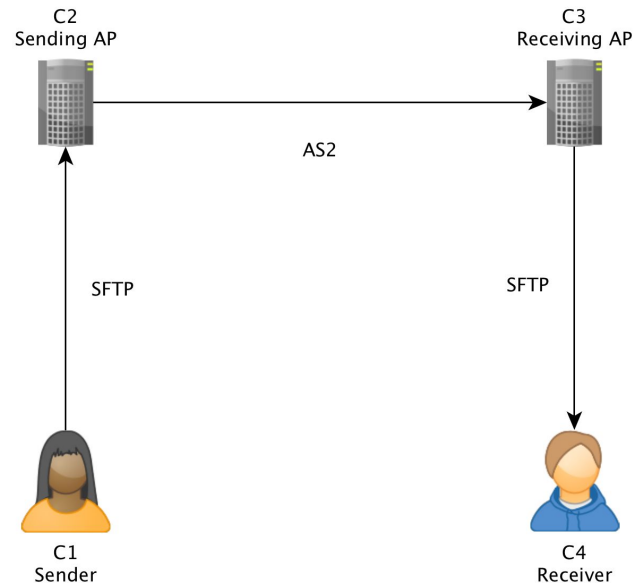 C2
Sending AP
C3
Receiving AP
AS2
SFTP
SFTP
C1
Sender
C4
Receiver